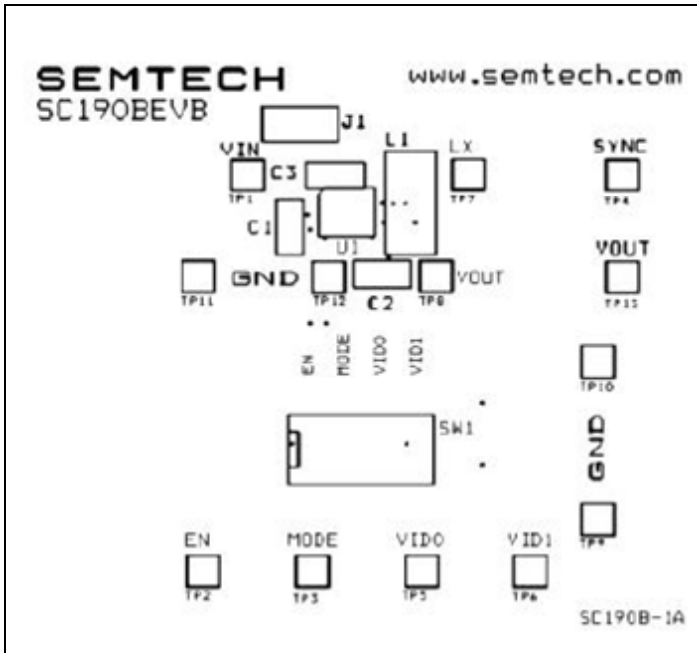 SEMTECH
www.semtech.com
SC190BEVB
J1
VIN
C3
L1
LX
SYNC
TP1
TP7
TP4
C1
U1
VOUT
GND
VOUT
TP11
TP12
C2
TP8
TP13
EN
MODE
VID0
VID1
TP10
SW1
GND
TP9
EN
MODE
VID0
VID1
TP2
TP3
TP5
TP6
SC190B-1A